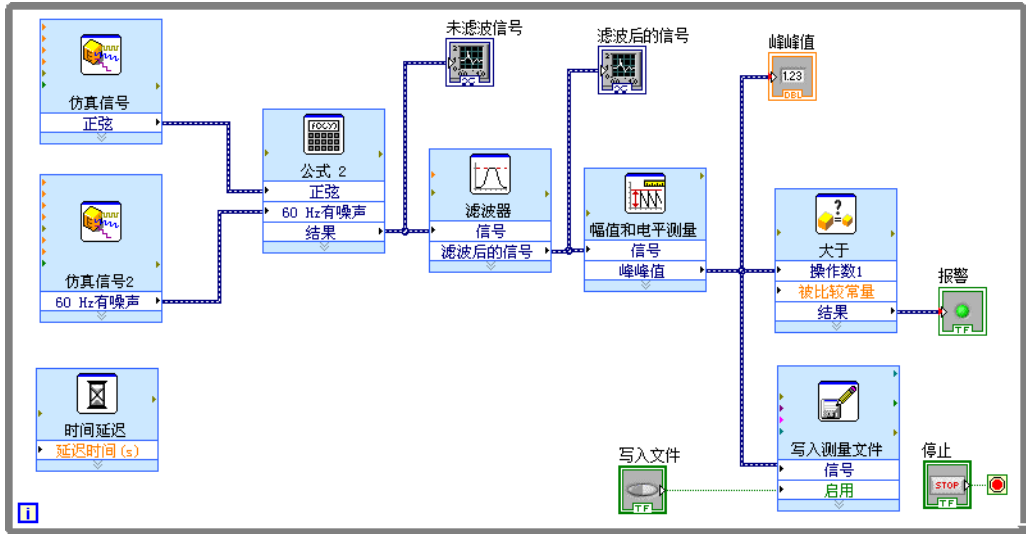 未滤波信号
滤波后的信号
峰峰值
1.23
DBL
仿真信号
正弦
f(x,y)
公式 2
正弦
60 Hz有噪声
结果
滤波器
信号
滤波后的信号
幅值和电平测量
信号
峰峰值
?
大于
操作数1
被比较常量
结果
报警
TF
仿真信号2
60 Hz有噪声
时间延迟
延迟时间(s)
写入文件
TF
写入测量文件
信号
启用
停止
STOP
TF
i